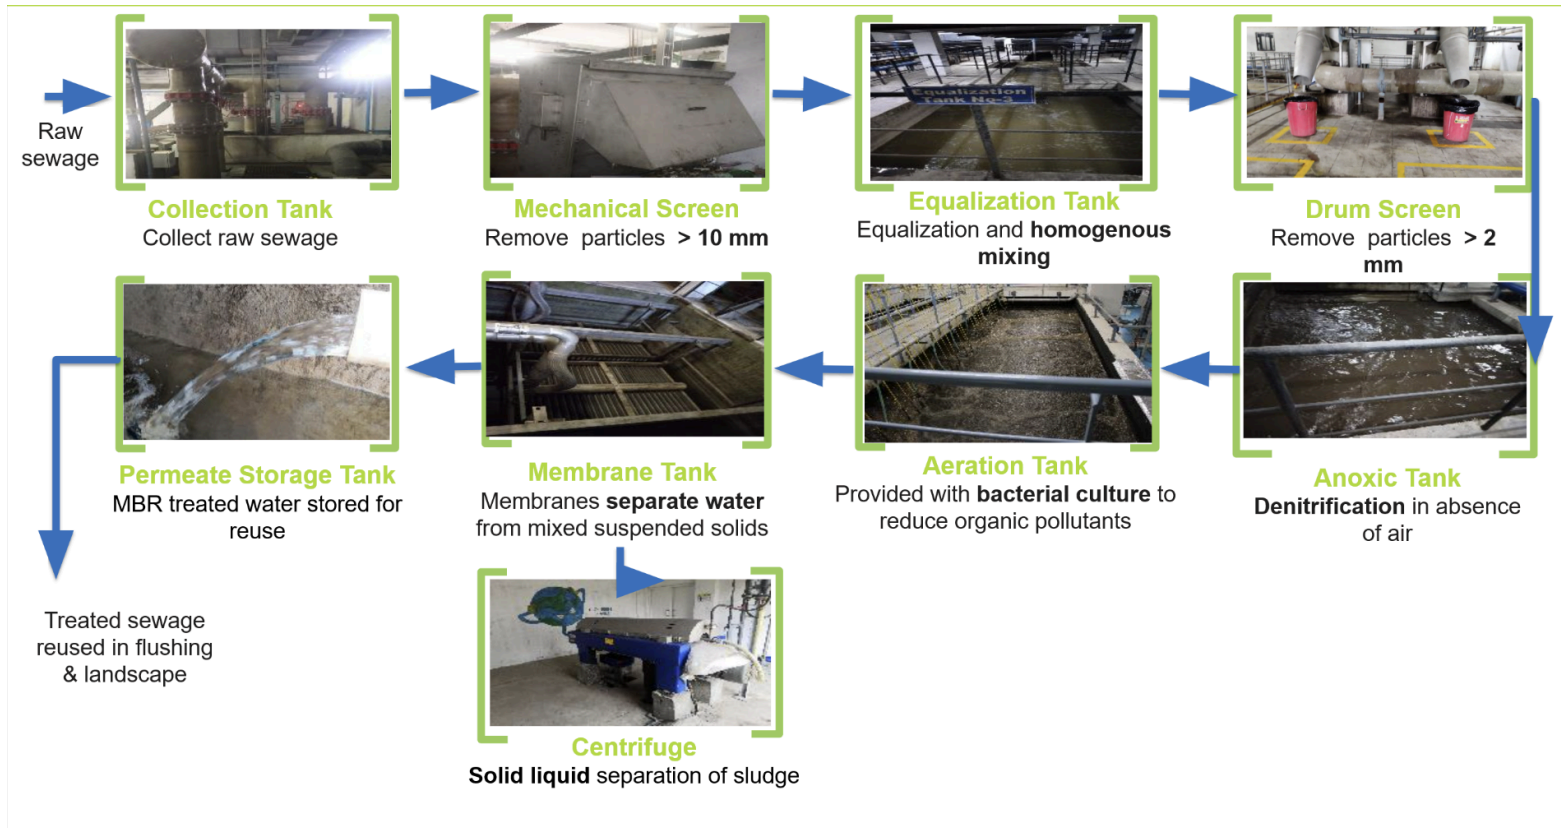 Raw
sewage
Collection Tank
Collect raw sewage
Mechanical Screen
Remove particles > 10 mm
Equalization
Tank No-3
Equalization Tank
Equalization and homogenous
mixing
Drum Screen
Remove particles > 2
mm
Anoxic Tank
Denitrification in absence
of air
Aeration Tank
Provided with bacterial culture to
reduce organic pollutants
Membrane Tank
Membranes separate water
from mixed suspended solids
Permeate Storage Tank
MBR treated water stored for
reuse
Treated sewage
reused in flushing
& landscape
Centrifuge
Solid liquid separation of sludge